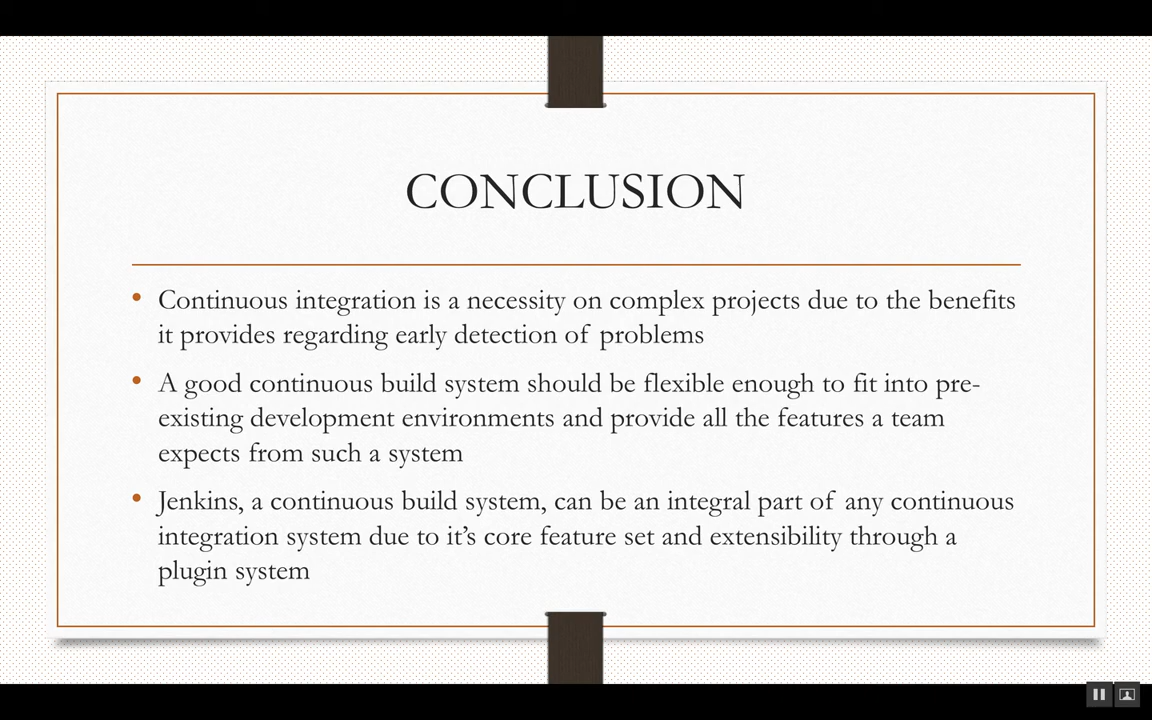 CONCLUSION
• Continuous integration is a necessity on complex projects due to the benefits
it provides regarding early detection of problems
• A good continuous build system should be flexible enough to fit into pre-
existing development environments and provide all the features a team
expects from such a system
• Jenkins, a continuous build system, can be an integral part of any continuous
integration system due to it’s core feature set and extensibility through a
plugin system